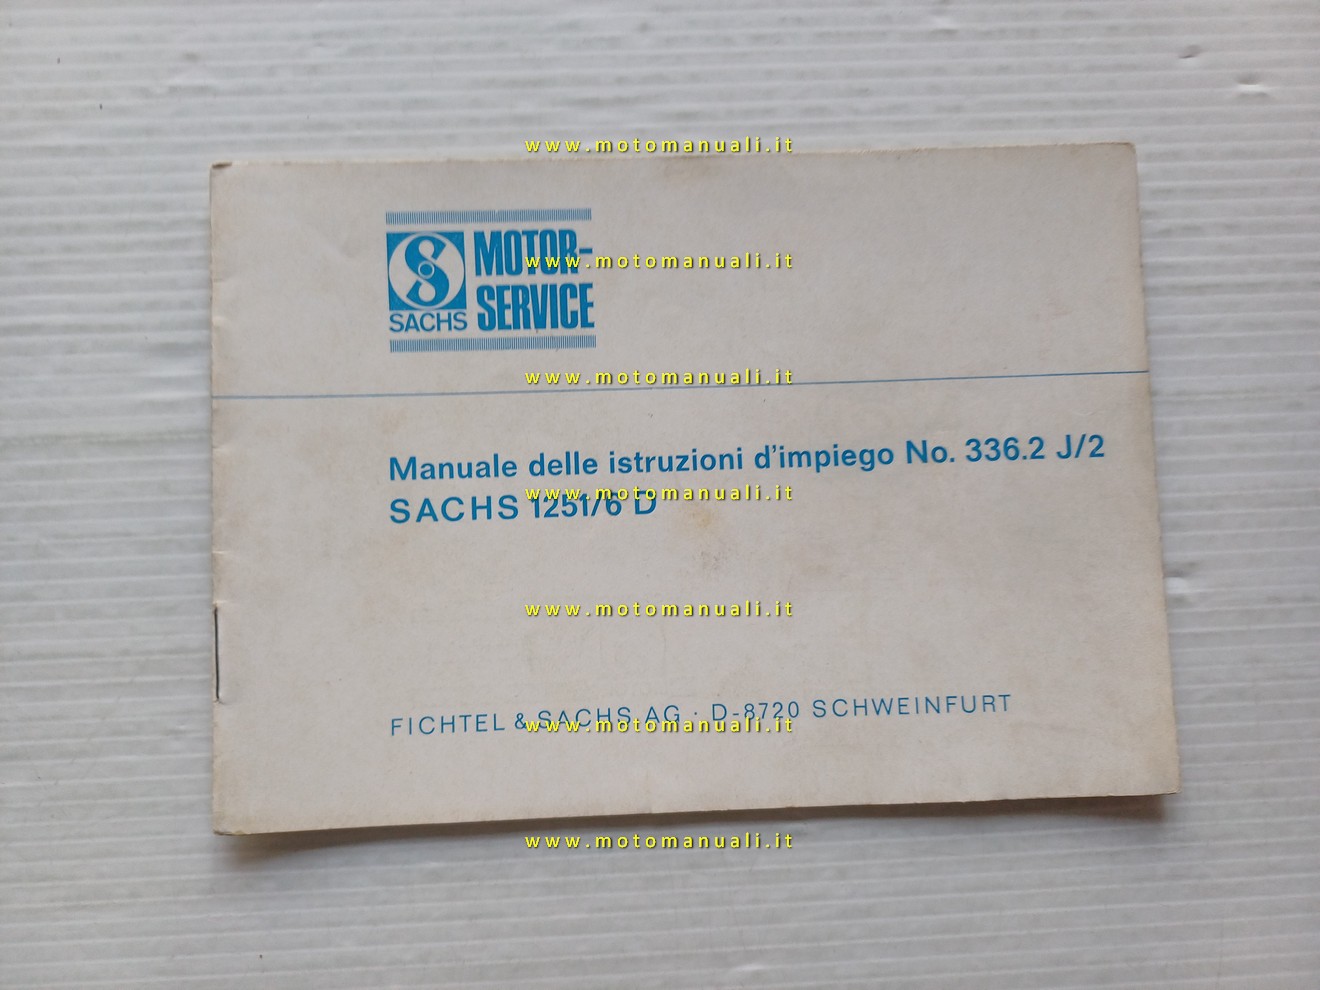 www.motomanuali.it
MOTOR-
www.motomanuali.it
SERVICE
SACHS
www.motomanuali.it
Manuale delle istruzioni d'impiego No. 336.2 J/2
www.motomanuali.it
SACHS 1251/6 D
www.motomanuali.it
FICHTEL & SACHS AG · D-8720 SCHWEINFURT
www.motomanuali.it
www.motomanuali.it